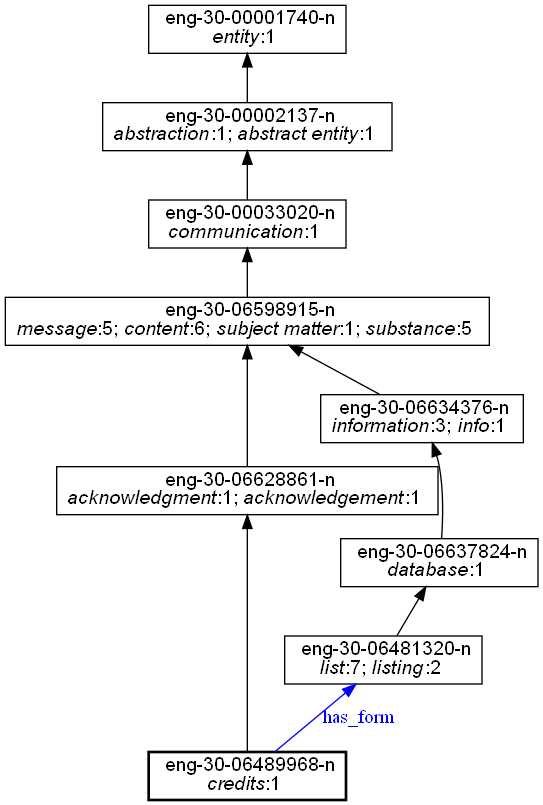 eng-30-00001740-n
entity:1
eng-30-00002137-n
abstraction:1; abstract entity:1
eng-30-00033020-n
communication:1
eng-30-06598915-n
message:5; content:6; subject matter:1; substance:5
eng-30-06634376-n
information:3; info:1
eng-30-06628861-n
acknowledgment:1; acknowledgement:1
eng-30-06637824-n
database:1
eng-30-06481320-n
list:7; listing:2
has_form
eng-30-06489968-n
credits:1